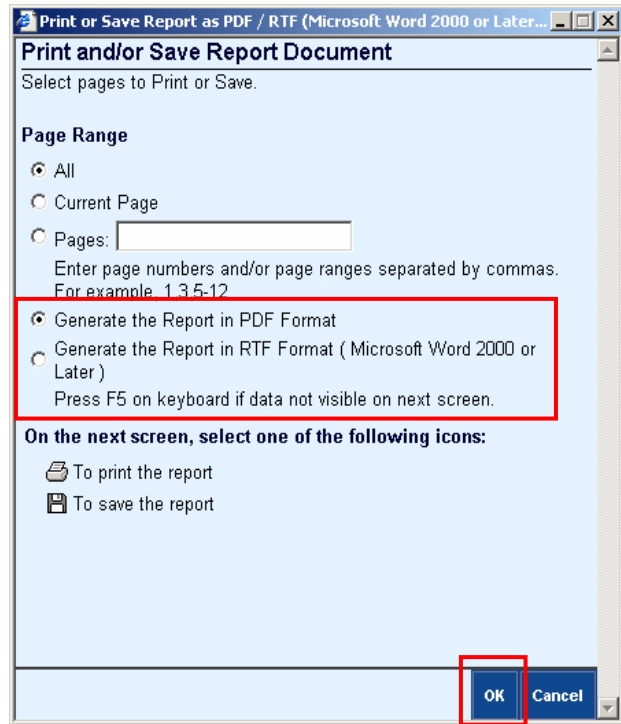 Print or Save Report as PDF / RTF (Microsoft Word 2000 or Later...
Print and/or Save Report Document
Select pages to Print or Save.
Page Range
All
Current Page
Pages:
Enter page numbers and/or page ranges separated by commas.
For example, 1,3,5-12
Generate the Report in PDF Format
Generate the Report in RTF Format ( Microsoft Word 2000 or
Later )
Press F5 on keyboard if data not visible on next screen.
On the next screen, select one of the following icons:
To print the report
To save the report
OK Cancel